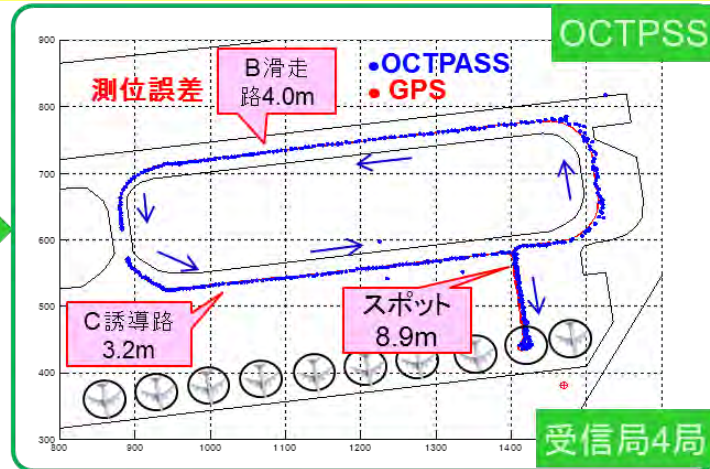 OCTPSS
測位誤差
B滑走
路4.0m
•OCTPASS
• GPS
C誘導路
3.2m
スポット
8.9m
受信局4局
900
800
700
600
500
400
300
800
900
1000
1100
1200
1300
1400